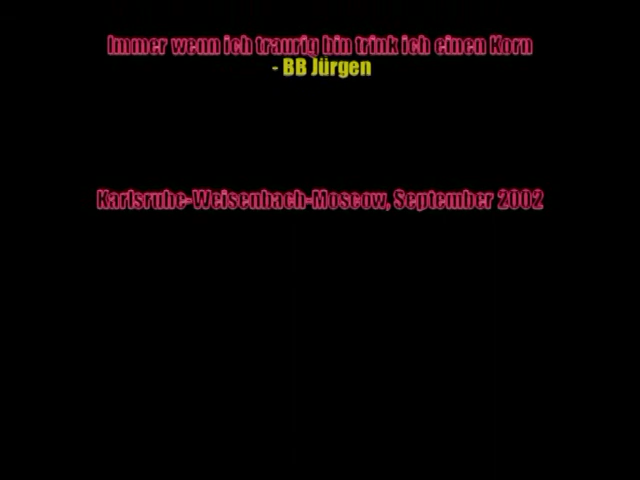 Immer wenn ich traurig bin trink ich einen Korn
- BB Jürgen
Karlsruhe-Weisenbach-Moscow, September 2002